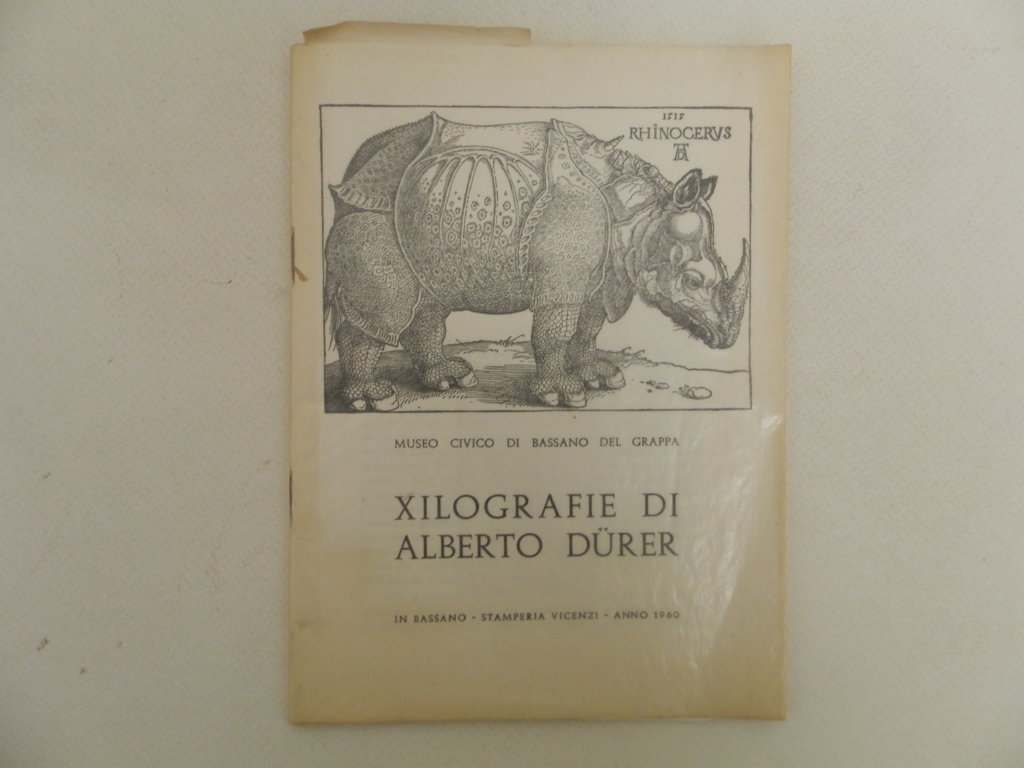 1515
RHINOCERVS
AD
MUSEO CIVICO DI BASSANO DEL GRAPPA
XILOGRAFIE DI
ALBERTO DÜRER
IN BASSANO - STAMPERIA VICENZI - ANNO 1960